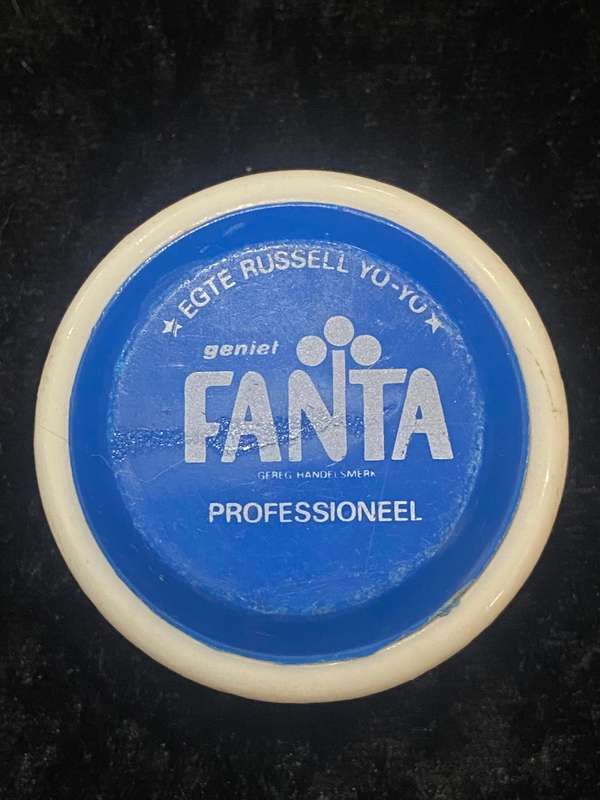 EGTE RUSSELL YO-YO
geniet
FANTA
GEREG HANDELSMERK
PROFESSIONEEL